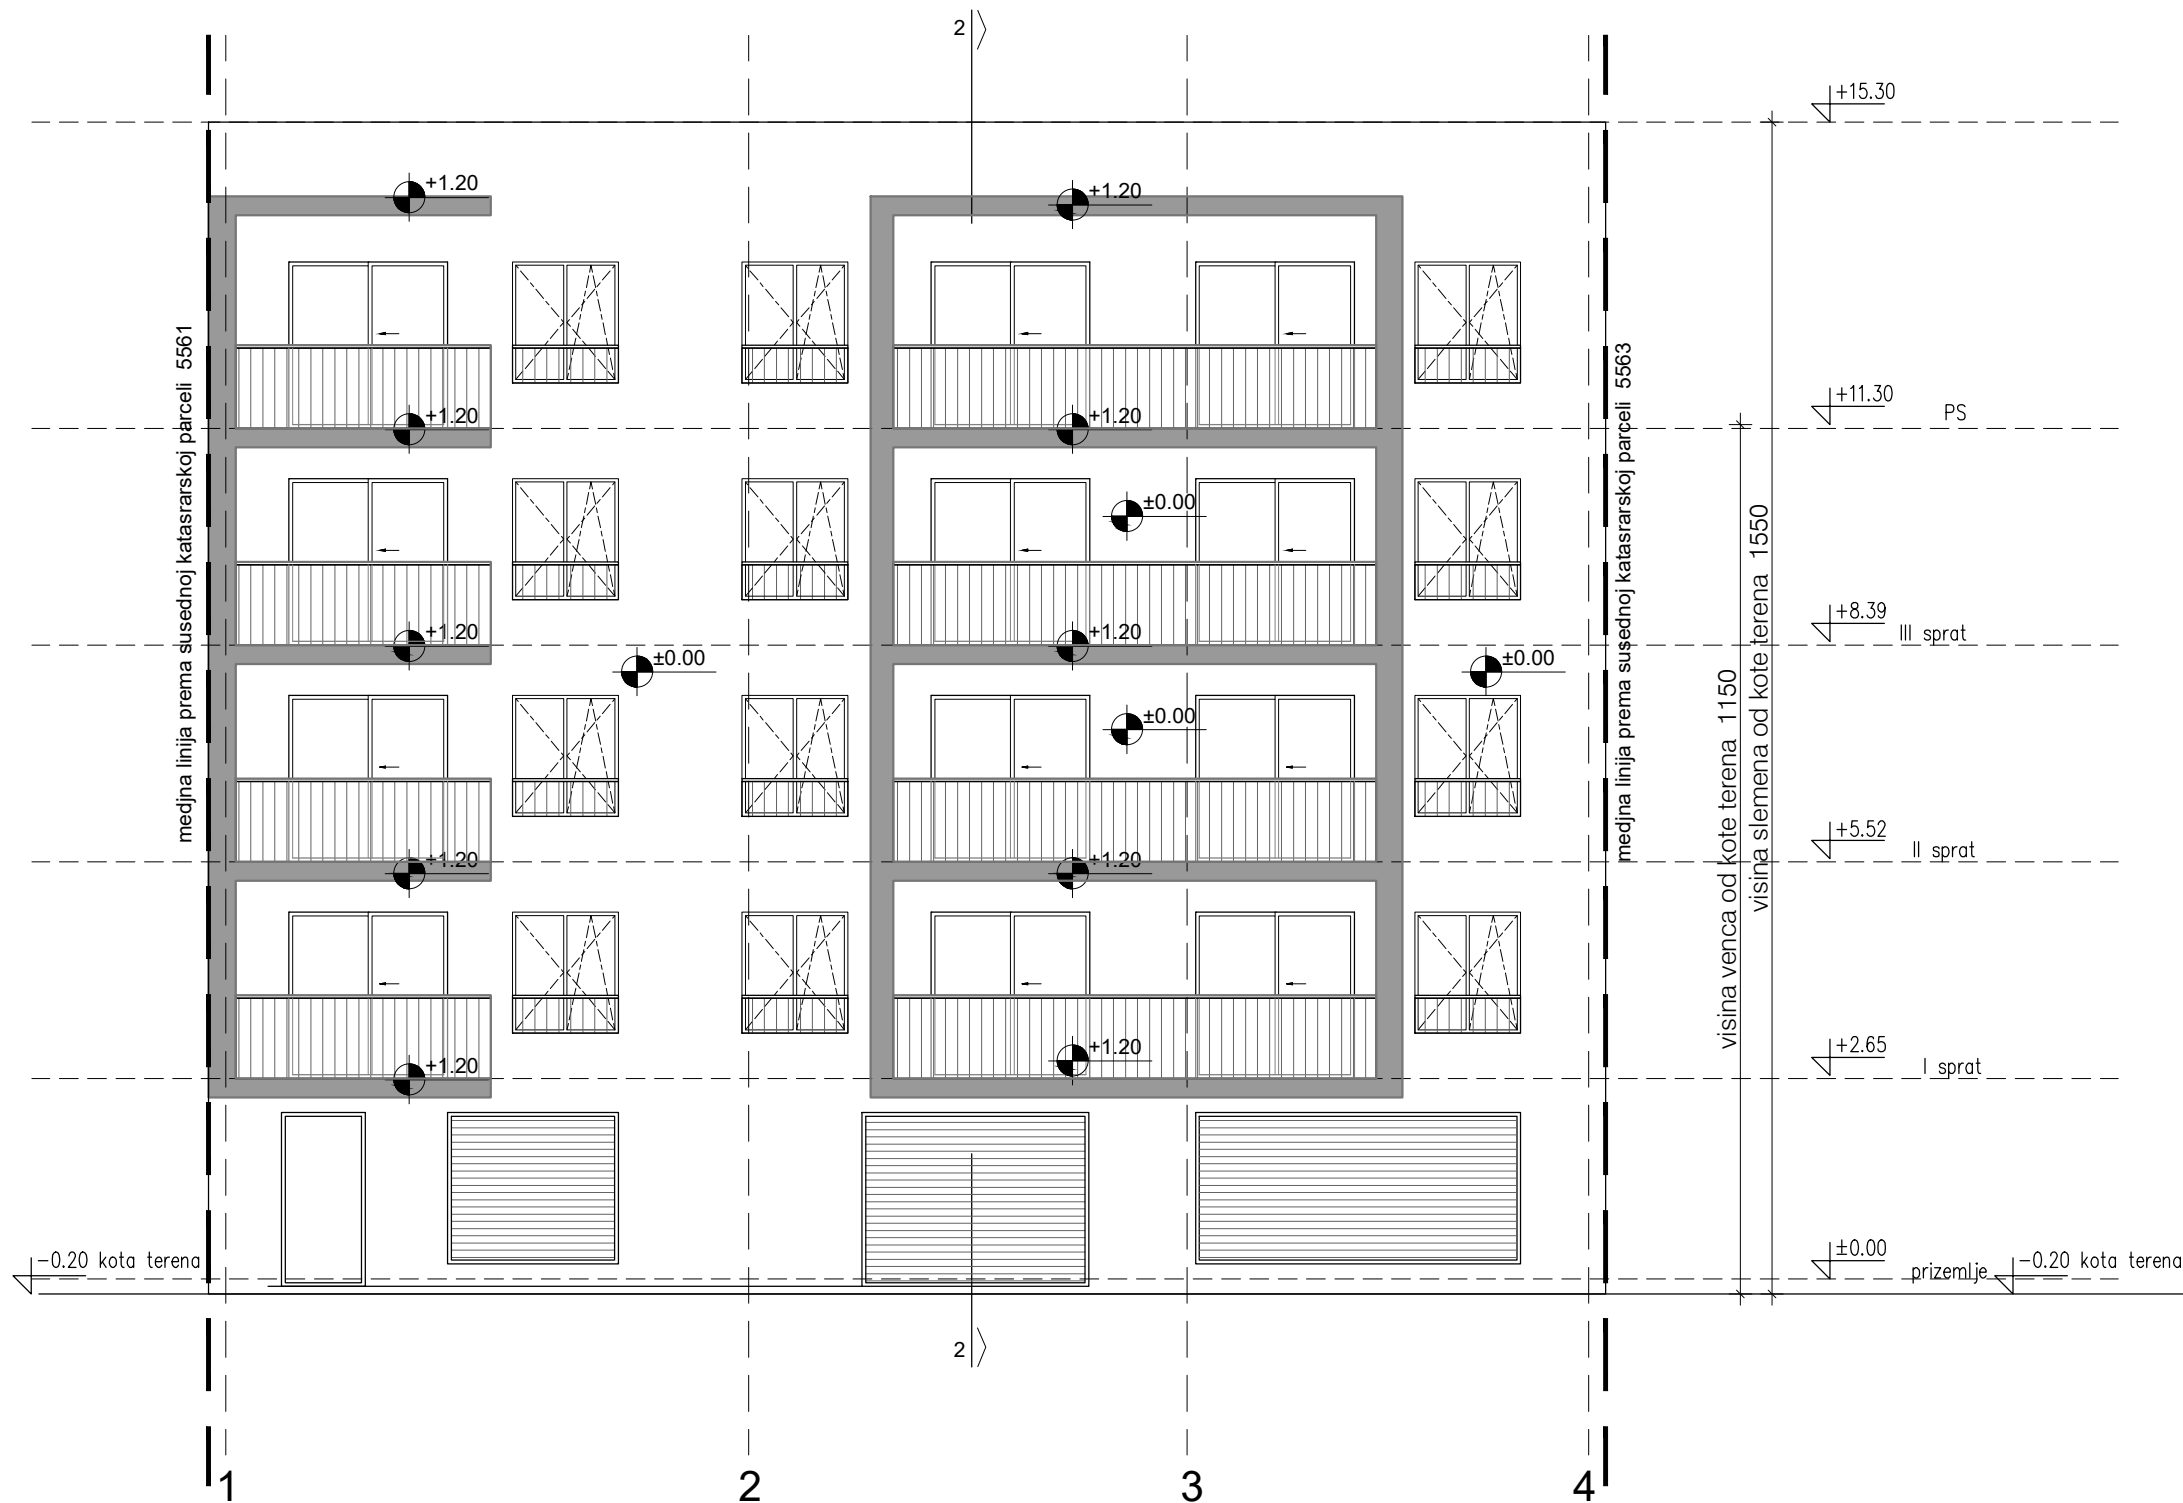 2
+15.30
+1.20
+1.20
+11.30
PS
+1.20
+1.20
±0.00
+8.39
III sprat
+1.20
+1.20
±0.00
±0.00
±0.00
+5.52
II sprat
+1.20
+1.20
+2.65
I sprat
+1.20
+1.20
±0.00
prizemlje
-0.20 kota terena
-0.20 kota terena
medjna linija prema susednoj katasrarskoj parceli 5561
medjna linija prema susednoj katasrarskoj parceli 5563
visina venca od kote terena 1150
visina slemena od kote terena 1550
2
1
2
3
4